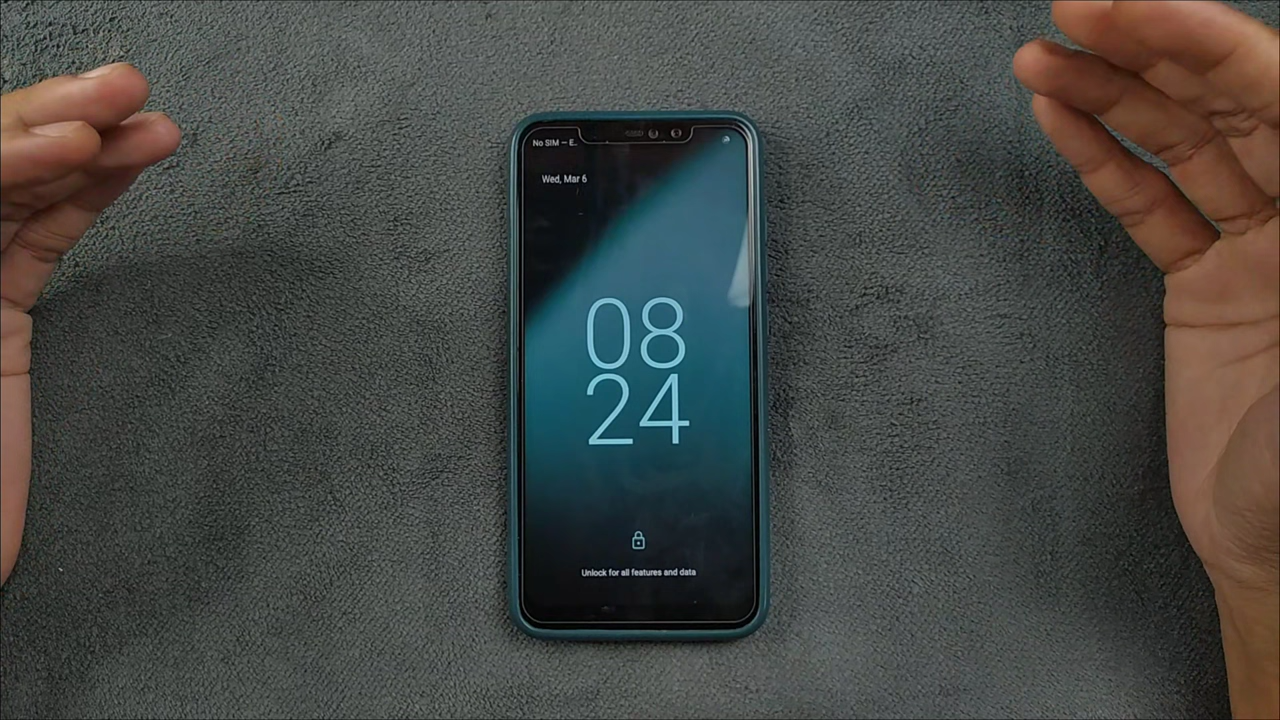 No SIM – E..
Wed, Mar 6
08
24
Unlock for all features and data